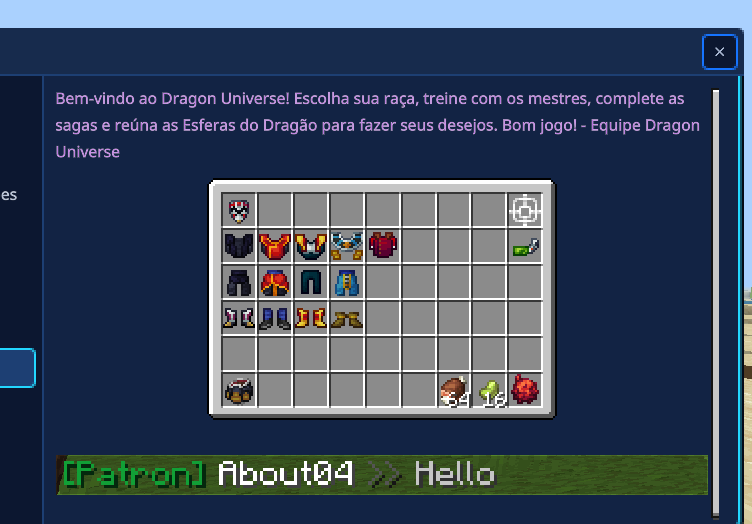 Bem-vindo ao Dragon Universe! Escolha sua raça, treine com os mestres, complete as
sagas e reúna as Esferas do Dragão para fazer seus desejos. Bom jogo! - Equipe Dragon
Universe
es
64 16
[Patron] About04 >> Hello